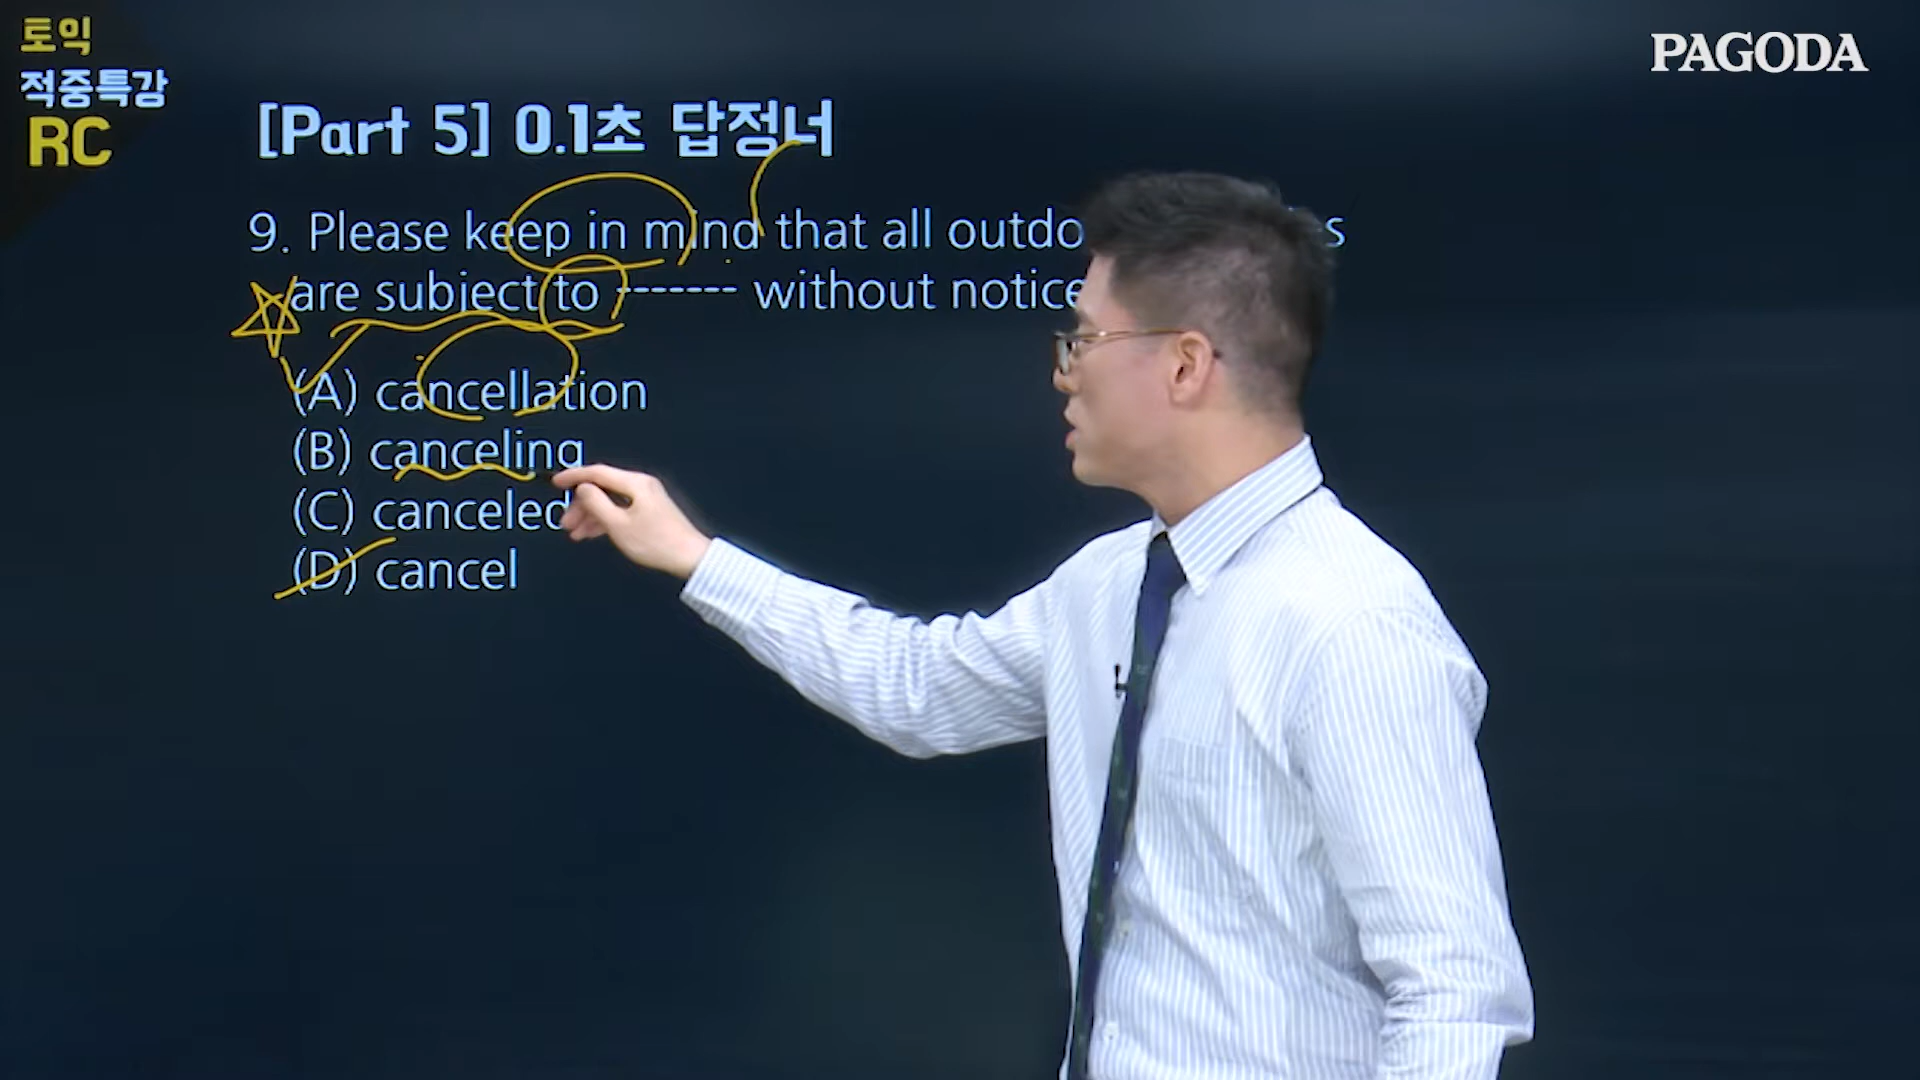 토익
적중특강
RC
PAGODA
[Part 5] 0.1초 답정너
9. Please keep in mind that all
are subject to ------- without notice
(A) cancellation
(B) canceling
(C) canceled
(D) cancel